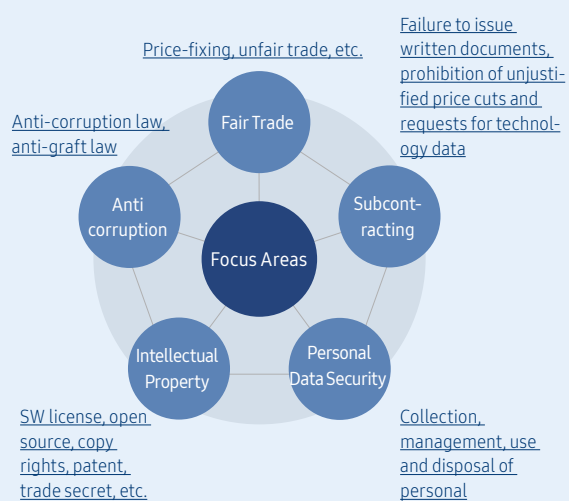 Failure to issue
written documents,
prohibition of unjusti-
fied price cuts and
requests for technol-
ogy data
Price-fixing, unfair trade, etc.
Fair Trade
Anti-corruption law,
anti-graft law
Anti
corruption
Subcont-
racting
Focus Areas
Intellectual
Property
Personal
Data Security
SW license, open
source, copy
rights, patent,
trade secret, etc.
Collection,
management, use
and disposal of
personal